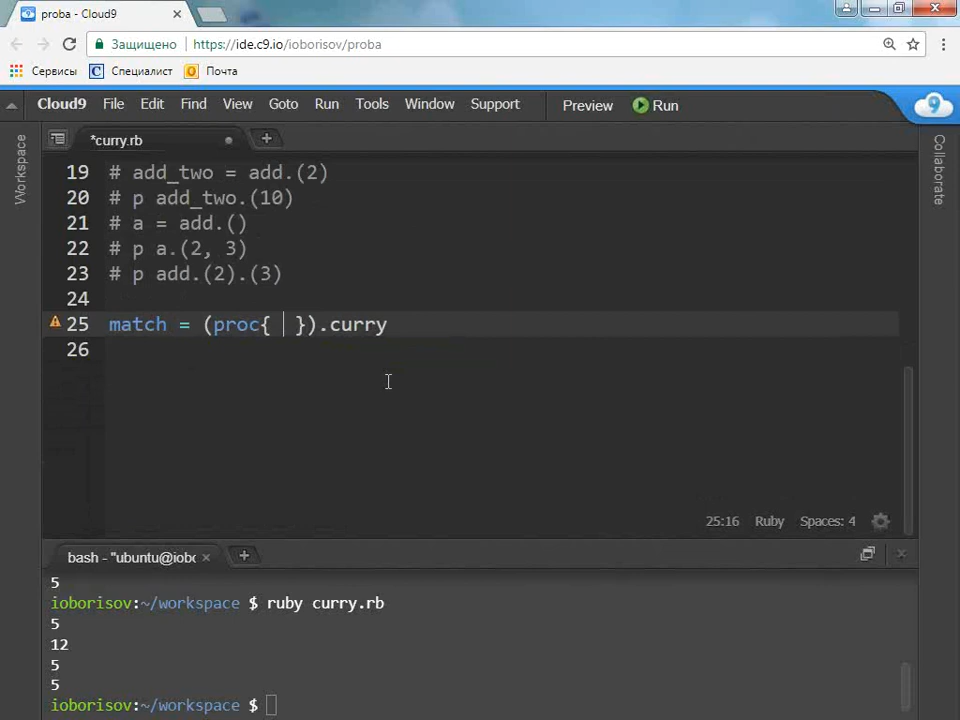 proba - Cloud9
Защищено https://ide.c9.io/ioborisov/proba
Сервисы Специалист Почта
Cloud9 File Edit Find View Goto Run Tools Window Support Preview Run
*curry.rb
Workspace
Collaborate
19 # add_two = add.(2)
20 # p add_two.(10)
21 # a = add.()
22 # p a.(2, 3)
23 # p add.(2).(3)
24
25 match = (proc{ }).curry
26
25:16 Ruby Spaces: 4
bash - "ubuntu@iobo
5
ioborisov:~/workspace $ ruby curry.rb
5
12
5
5
ioborisov:~/workspace $